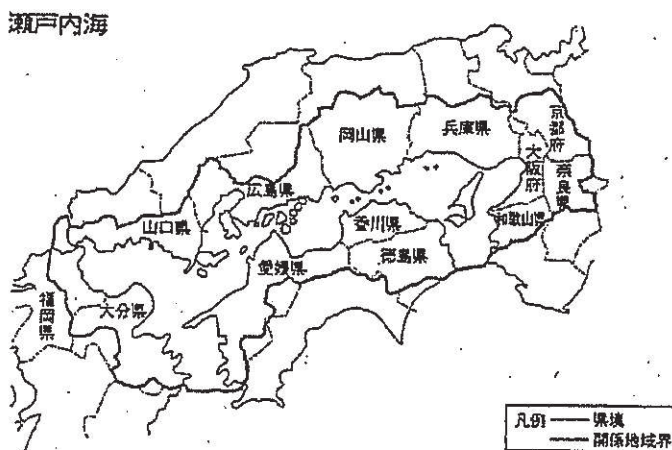 瀬戸内海
京都府
兵庫県
岡山県
大阪府
奈良県
広島県
香川県
和歌山県
山口県
徳島県
愛媛県
大分県
福岡県
凡例 県境
関係地域界